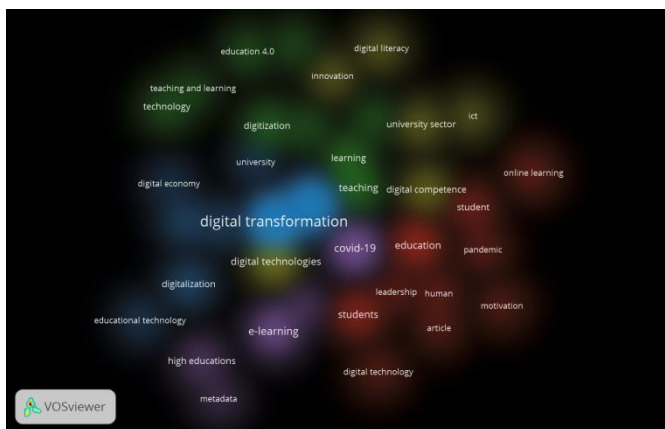 education 4.0
digital literacy
innovation
teaching and learning
technology
ict
digitization
university sector
university
learning
online learning
digital economy
teaching
digital competence
student
digital transformation
covid-19
education
pandemic
digital technologies
digitalization
leadership
human
motivation
educational technology
students
article
e-learning
high educations
digital technology
metadata
VOSviewer